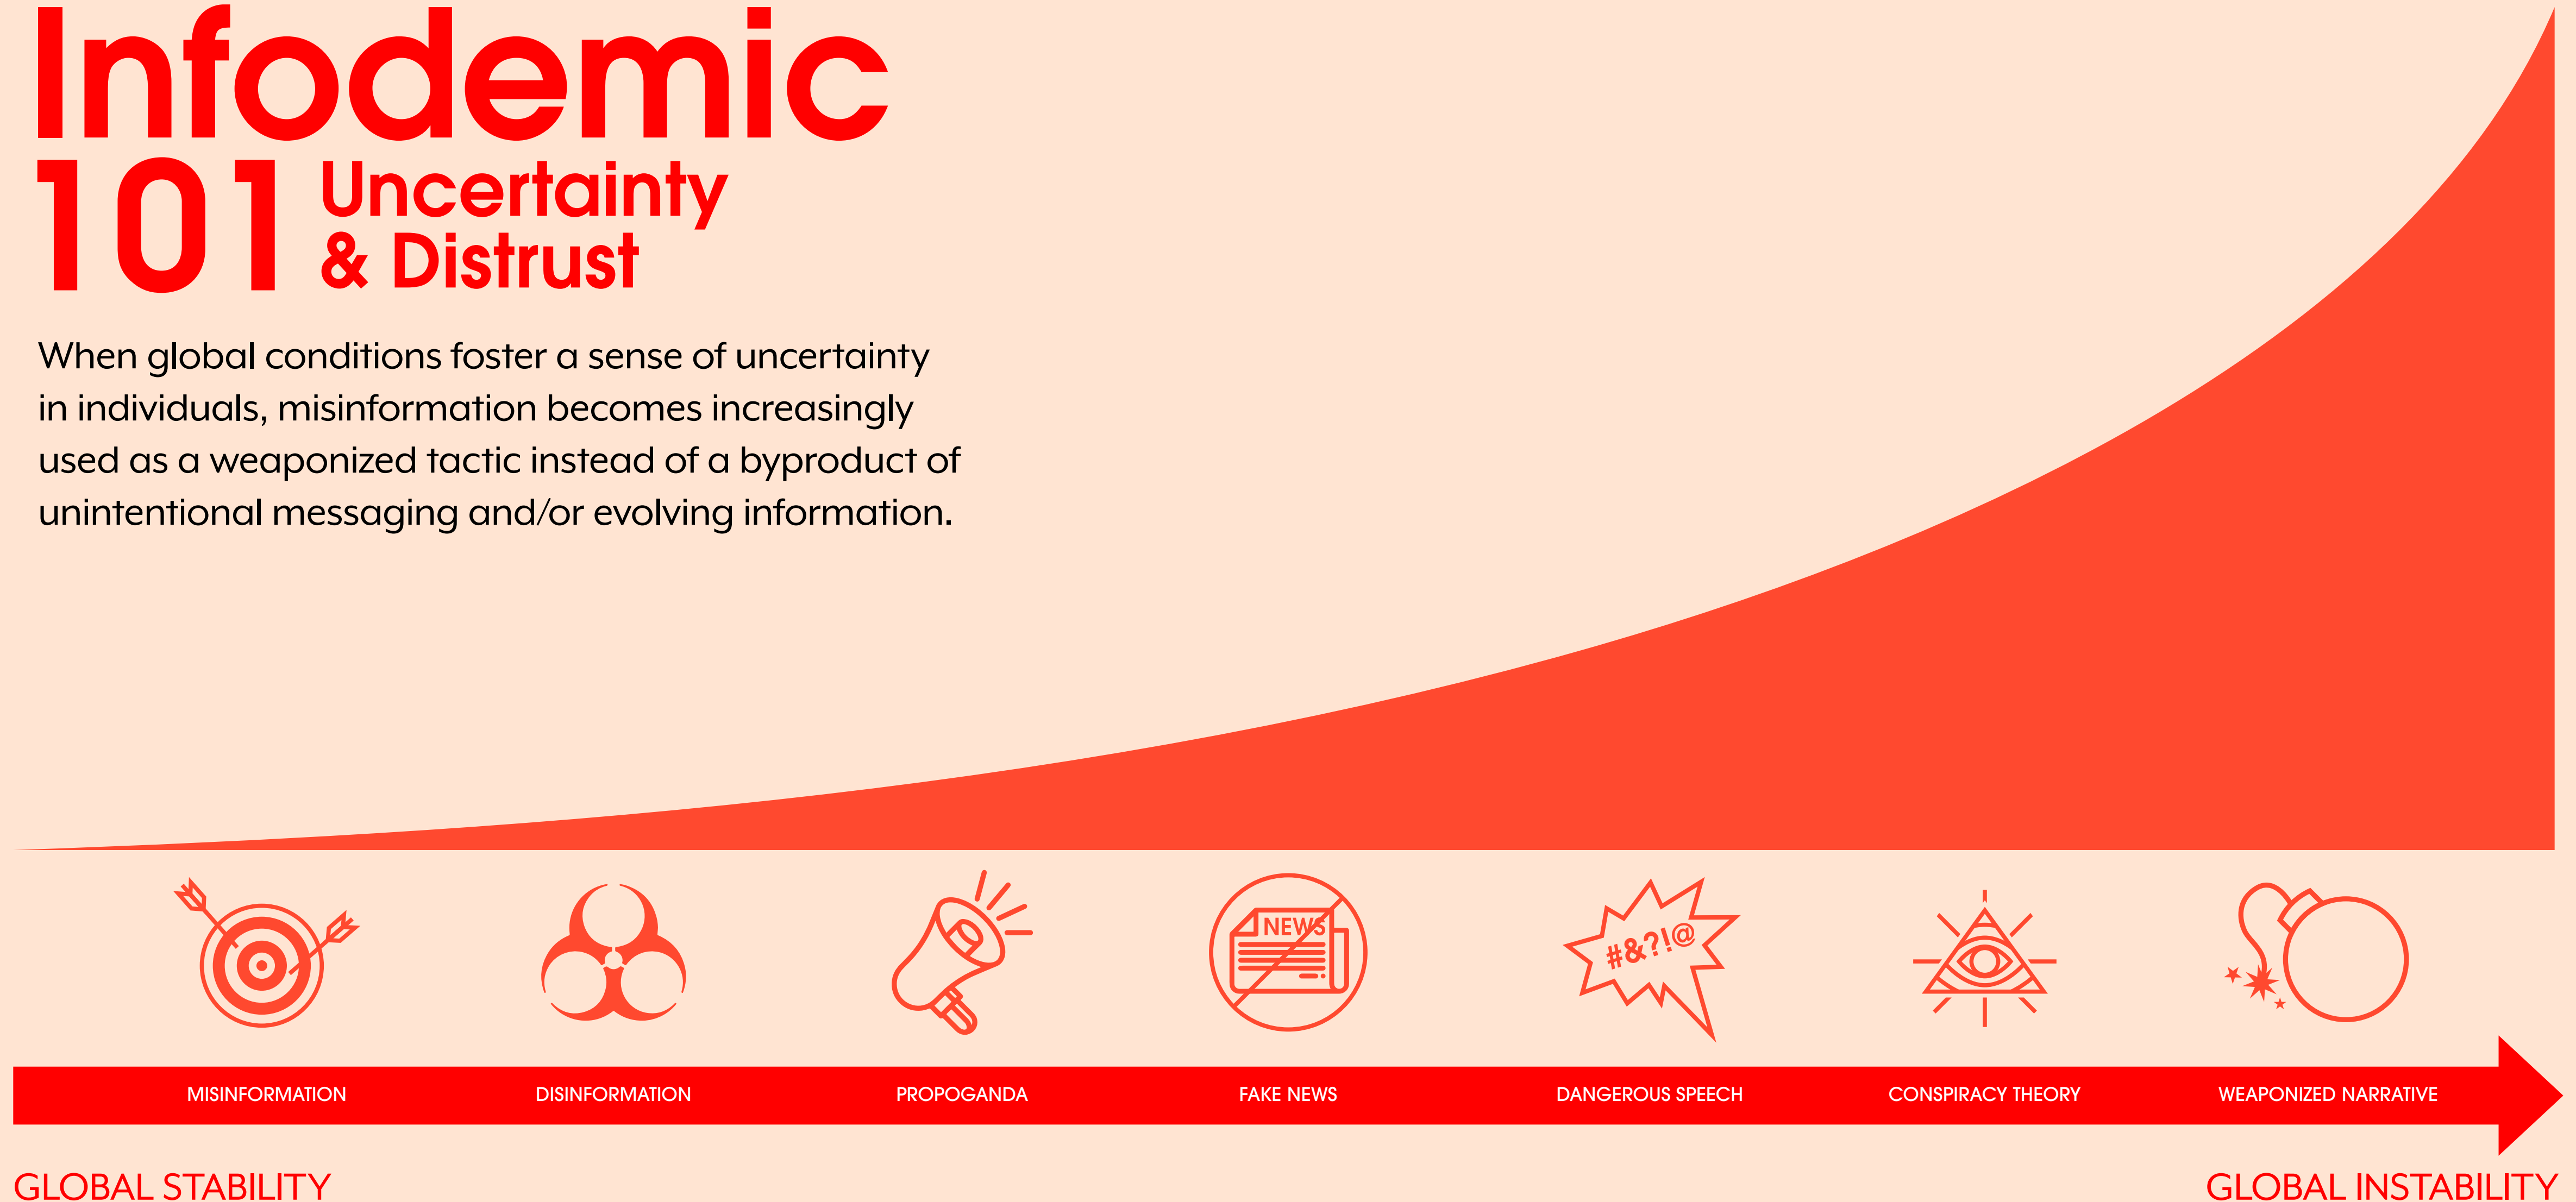 Infodemic
101 Uncertainty
& Distrust
When global conditions foster a sense of uncertainty
in individuals, misinformation becomes increasingly
used as a weaponized tactic instead of a byproduct of
unintentional messaging and/or evolving information.
NEWS
#&?!@
MISINFORMATION
DISINFORMATION
PROPOGANDA
FAKE NEWS
DANGEROUS SPEECH
CONSPIRACY THEORY
WEAPONIZED NARRATIVE
GLOBAL STABILITY
GLOBAL INSTABILITY